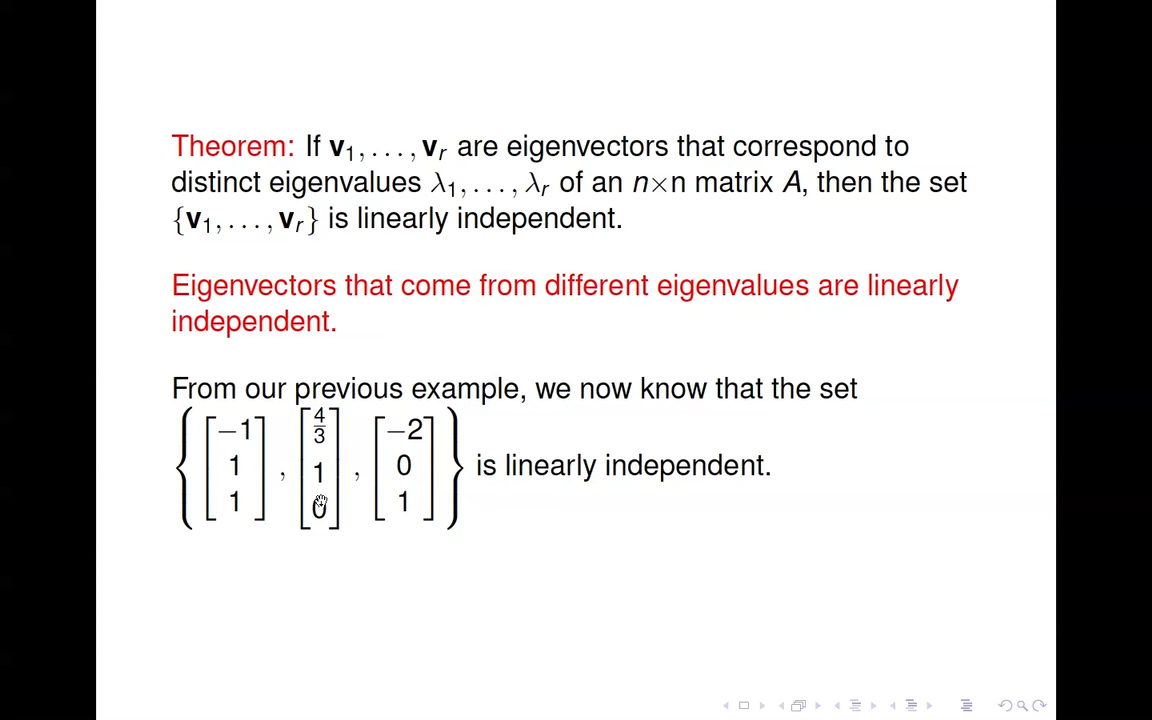 Theorem: If v₁, . . . , vᵣ are eigenvectors that correspond to
distinct eigenvalues λ₁, . . . , λᵣ of an n×n matrix A, then the set
{v₁, . . . , vᵣ} is linearly independent.
Eigenvectors that come from different eigenvalues are linearly
independent.
From our previous example, we now know that the set
{[−1 1 1], [4/3 1 0], [−2 0 1]} is linearly independent.